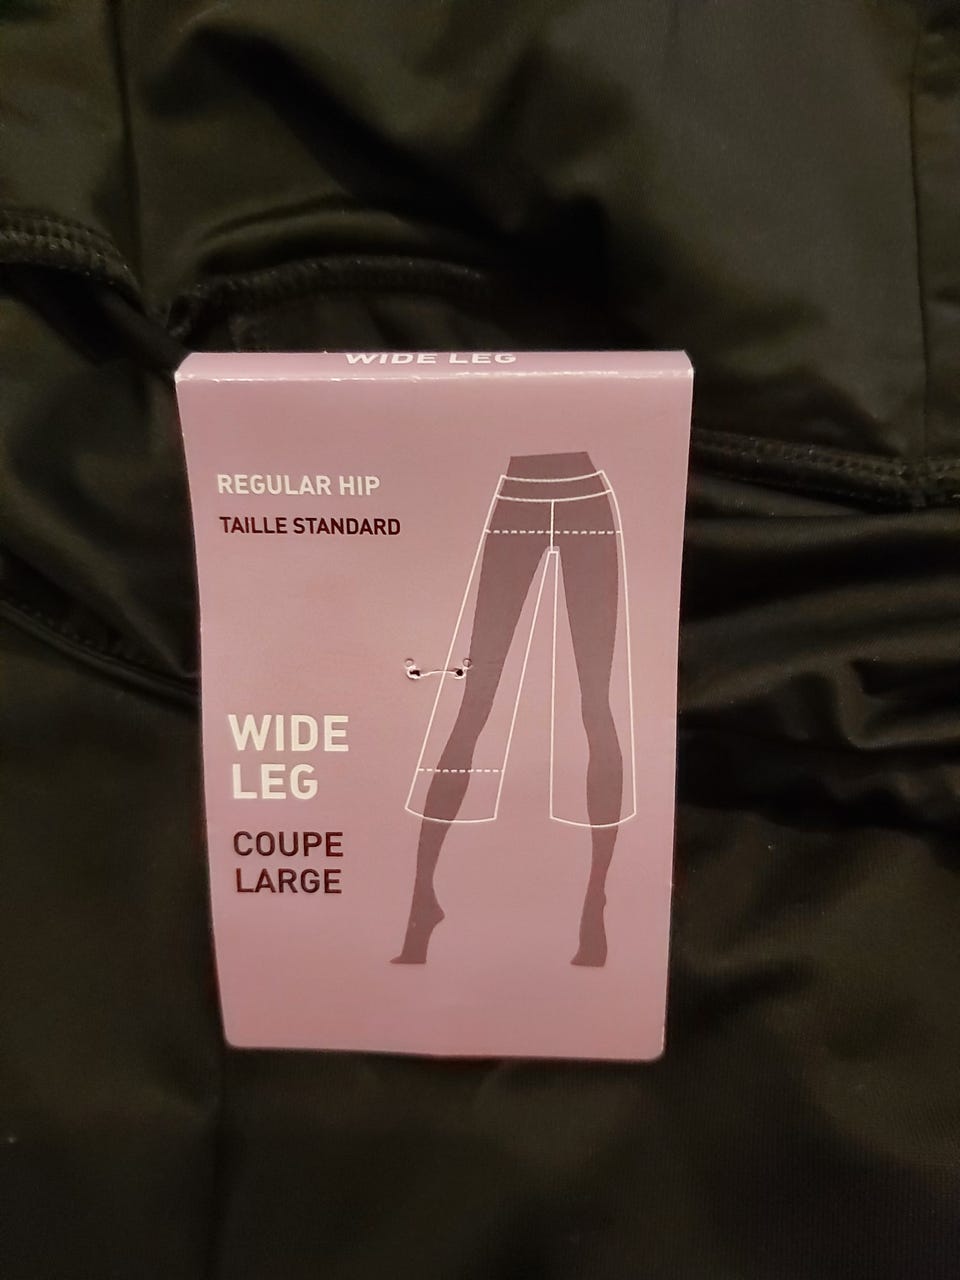 WIDE LEG
REGULAR HIP
TAILLE STANDARD
WIDE
LEG
COUPE
LARGE